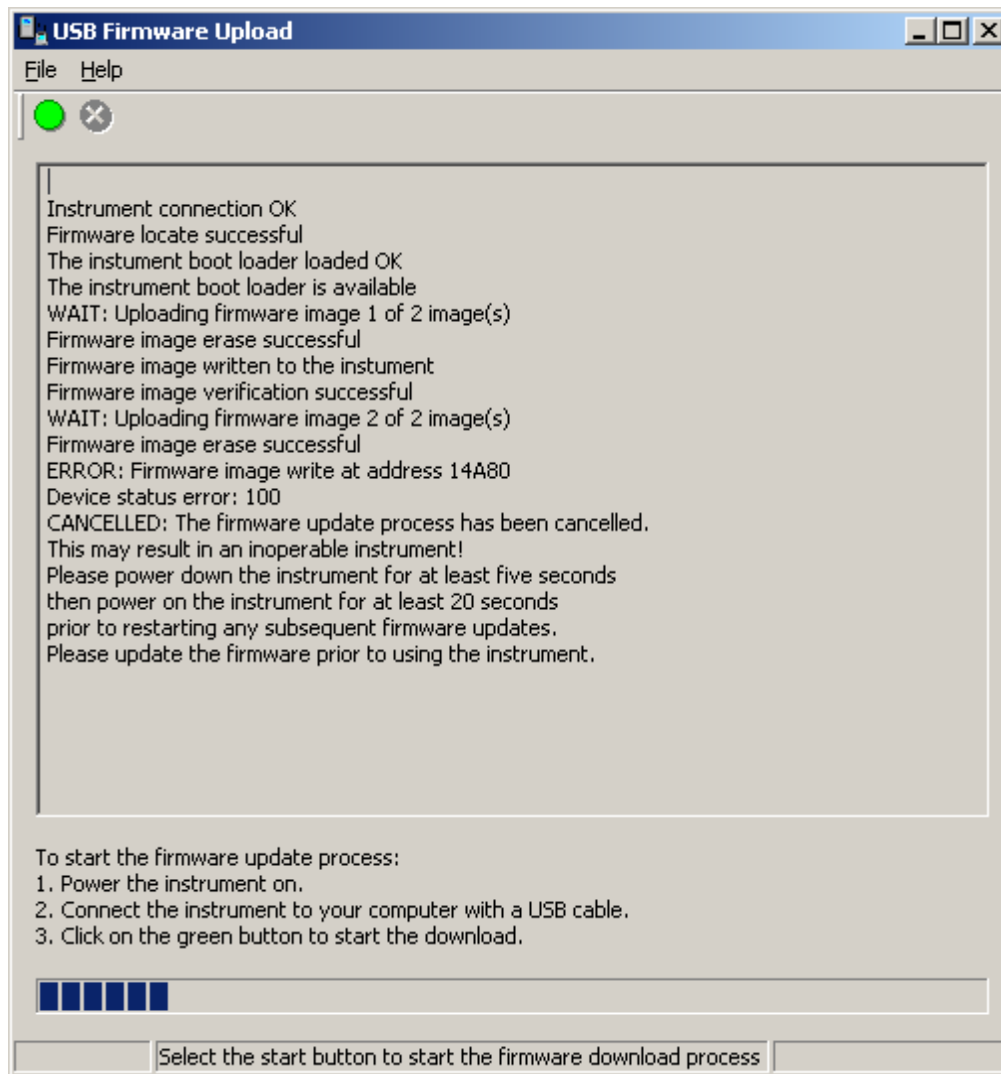 USB Firmware Upload
File Help
Instrument connection OK
Firmware locate successful
The instument boot loader loaded OK
The instrument boot loader is available
WAIT: Uploading firmware image 1 of 2 image(s)
Firmware image erase successful
Firmware image written to the instument
Firmware image verification successful
WAIT: Uploading firmware image 2 of 2 image(s)
Firmware image erase successful
ERROR: Firmware image write at address 14A80
Device status error: 100
CANCELLED: The firmware update process has been cancelled.
This may result in an inoperable instrument!
Please power down the instrument for at least five seconds
then power on the instrument for at least 20 seconds
prior to restarting any subsequent firmware updates.
Please update the firmware prior to using the instrument.
To start the firmware update process:
1. Power the instrument on.
2. Connect the instrument to your computer with a USB cable.
3. Click on the green button to start the download.
Select the start button to start the firmware download process